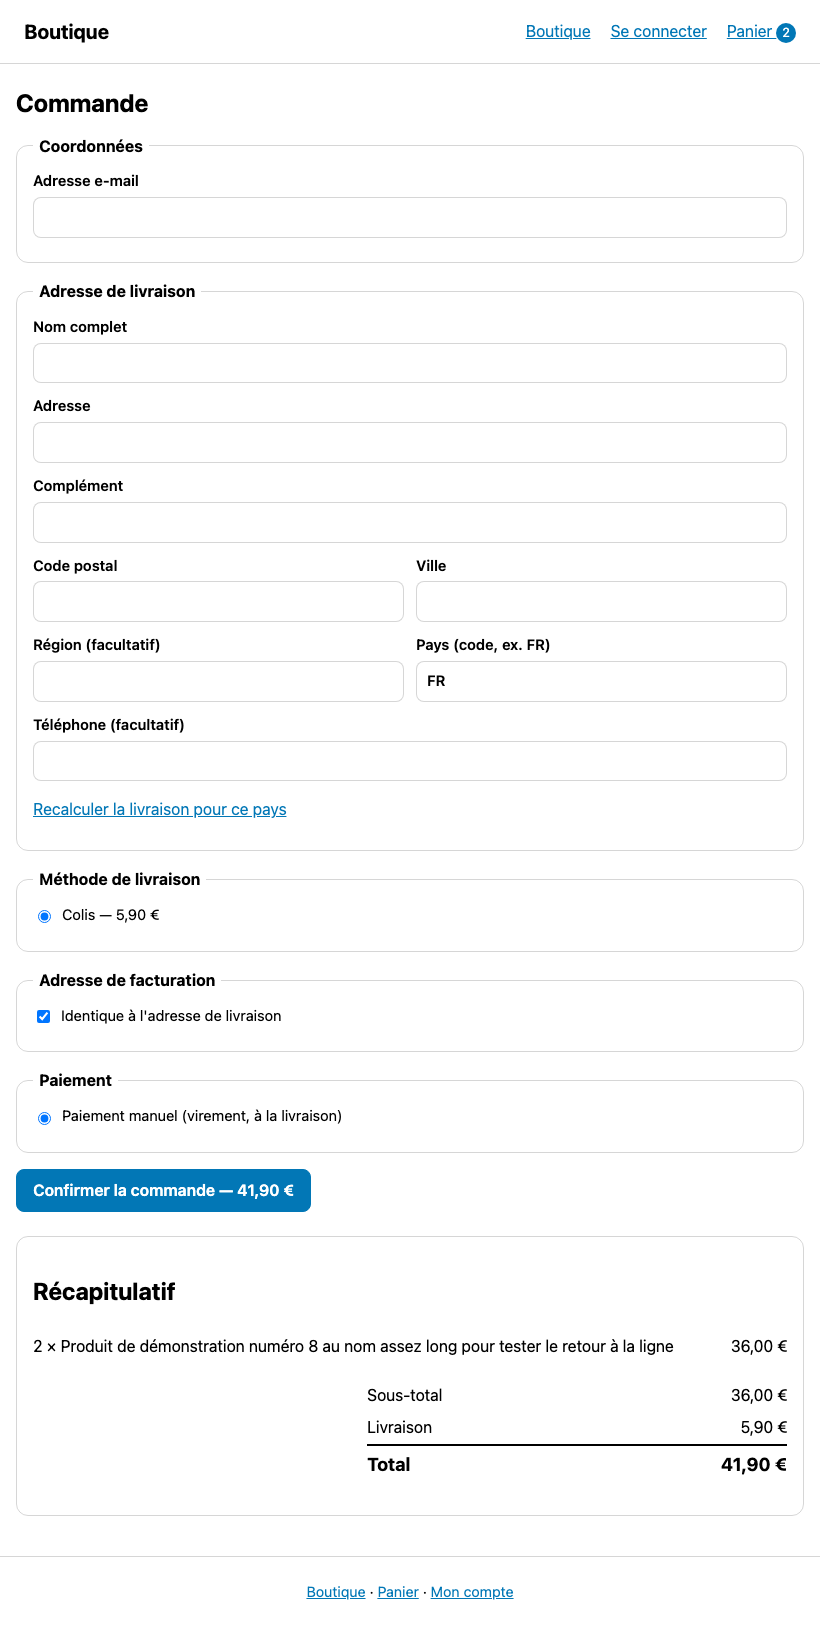 Boutique
Boutique Se connecter Panier 2
Commande
Coordonnées
Adresse e-mail
Adresse de livraison
Nom complet
Adresse
Complément
Code postal Ville
Région (facultatif) Pays (code, ex. FR)
FR
Téléphone (facultatif)
Recalculer la livraison pour ce pays
Méthode de livraison
Colis — 5,90 €
Adresse de facturation
Identique à l'adresse de livraison
Paiement
Paiement manuel (virement, à la livraison)
Confirmer la commande — 41,90 €
Récapitulatif
2 × Produit de démonstration numéro 8 au nom assez long pour tester le retour à la ligne 36,00 €
Sous-total 36,00 €
Livraison 5,90 €
Total 41,90 €
Boutique · Panier · Mon compte